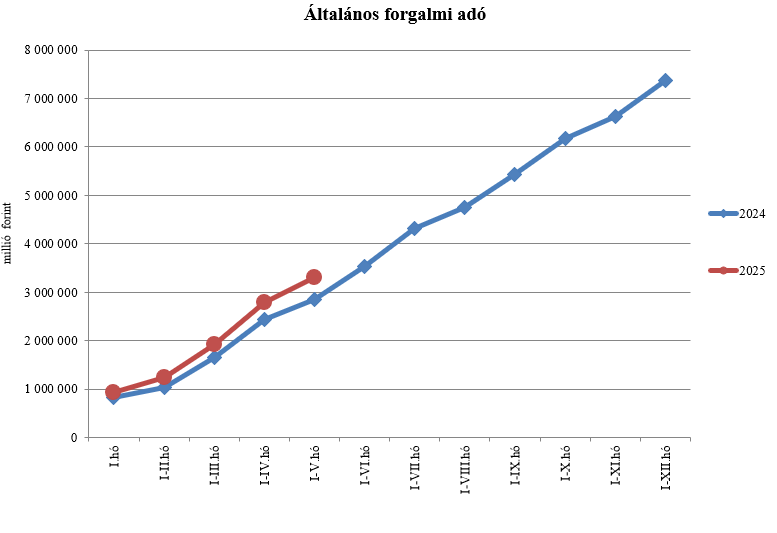 Általános forgalmi adó
8 000 000
7 000 000
6 000 000
5 000 000
4 000 000
3 000 000
2 000 000
1 000 000
0
millió forint
I.hó
I-II.hó
I-III.hó
I-IV.hó
I-V.hó
I-VI.hó
I-VII.hó
I-VIII.hó
I-IX.hó
I-X.hó
I-XI.hó
I-XII.hó
2024
2025